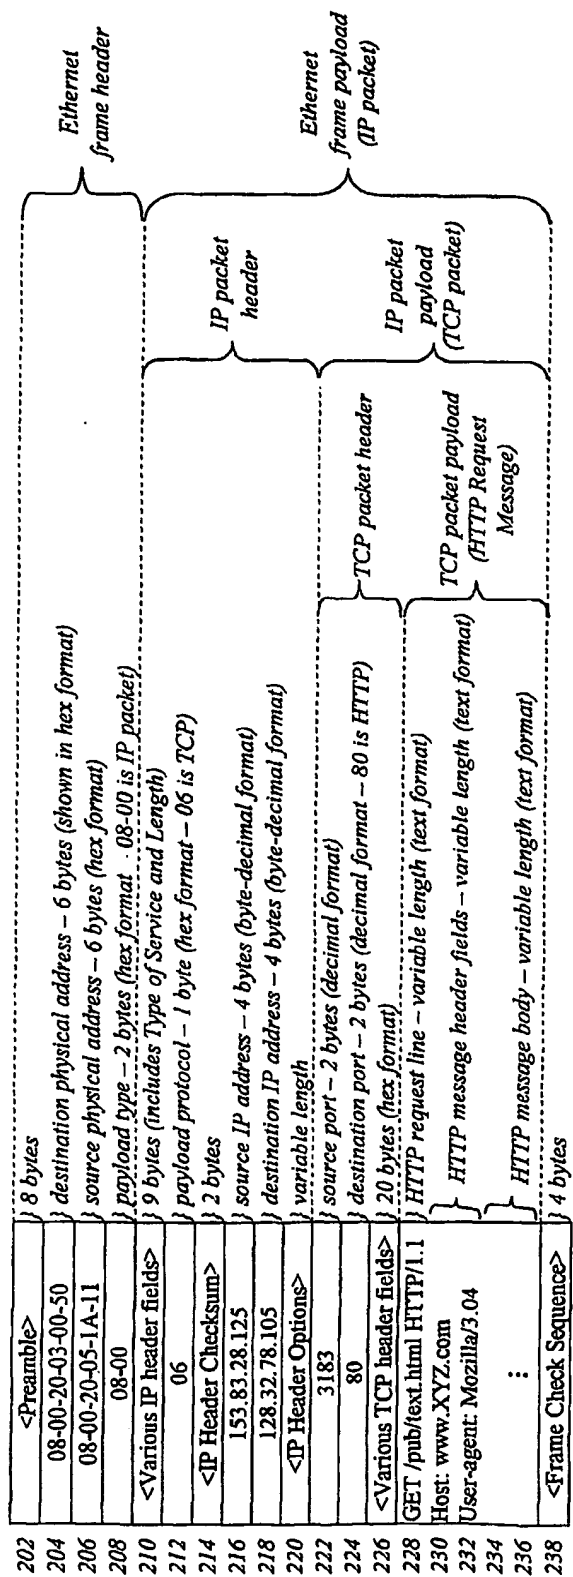 202 <Preamble> } 8 bytes
204 08-00-20-03-00-50 } destination physical address – 6 bytes (shown in hex format)
206 08-00-20-05-1A-11 } source physical address – 6 bytes (hex format)
208 08-00 } payload type – 2 bytes (hex format - 08-00 is IP packet)
210 <Various IP header fields> } 9 bytes (includes Type of Service and Length)
212 06 } payload protocol – 1 byte (hex format – 06 is TCP)
214 <IP Header Checksum> } 2 bytes
216 153.83.28.125 } source IP address – 4 bytes (byte-decimal format)
218 128.32.78.105 } destination IP address – 4 bytes (byte-decimal format)
220 <IP Header Options> } variable length
222 3183 } source port – 2 bytes (decimal format)
224 80 } destination port – 2 bytes (decimal format – 80 is HTTP)
226 <Various TCP header fields> } 20 bytes (hex format)
228 GET /pub/text.html HTTP/1.1 } HTTP request line – variable length (text format)
230 Host: www.XYZ.com
HTTP message header fields – variable length (text format)
232 User-agent: Mozilla/3.04
234
236 ⋮
HTTP message body – variable length (text format)
238 <Frame Check Sequence> } 4 bytes
TCP packet header
TCP packet payload
(HTTP Request
Message)
IP packet
header
IP packet
payload
(TCP packet)
Ethernet
frame header
Ethernet
frame payload
(IP packet)